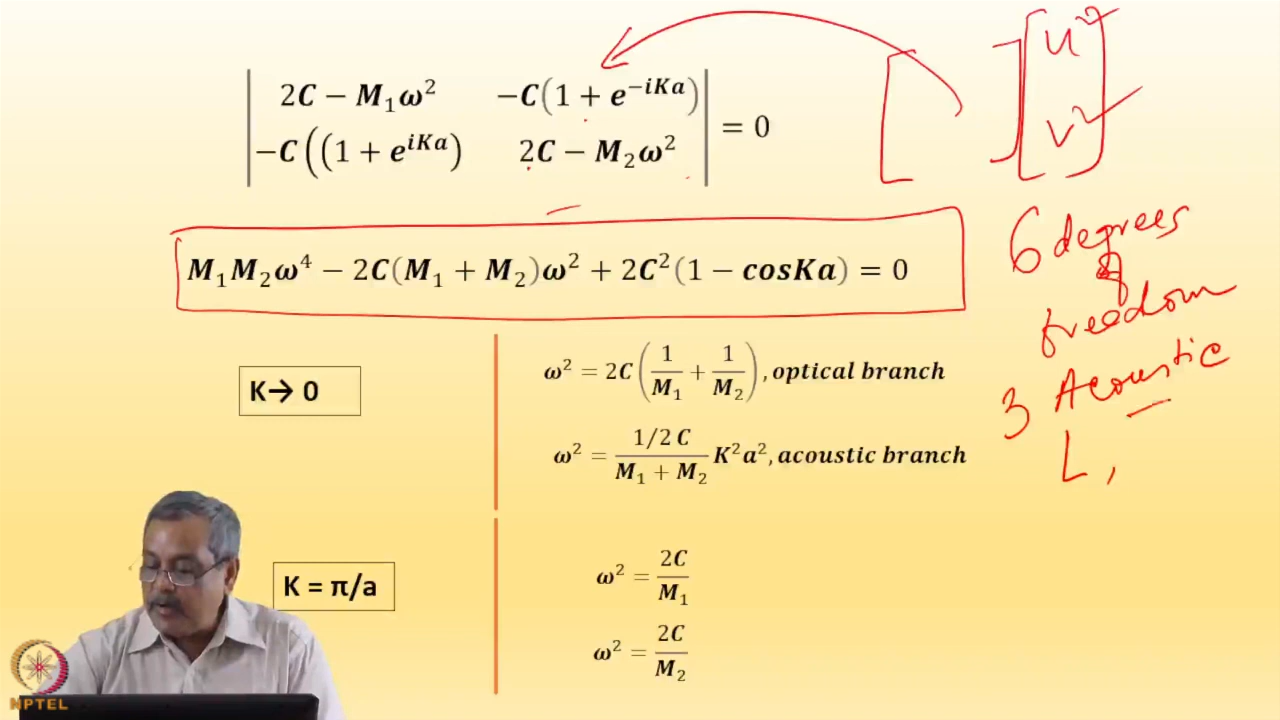 |2C − M₁ω² −C(1 + e^{−iKa})|
|−C((1 + e^{iKa}) 2C − M₂ω²| = 0
[ ] [u
v]
M₁M₂ω⁴ − 2C(M₁ + M₂)ω² + 2C²(1 − cosKa) = 0
6 degrees
of
freedom
3 Acoustic
L,
K→ 0
ω² = 2C(1/M₁ + 1/M₂), optical branch
ω² = (1/2 C)/(M₁ + M₂) K²a², acoustic branch
K = π/a
ω² = 2C/M₁
ω² = 2C/M₂
NPTEL